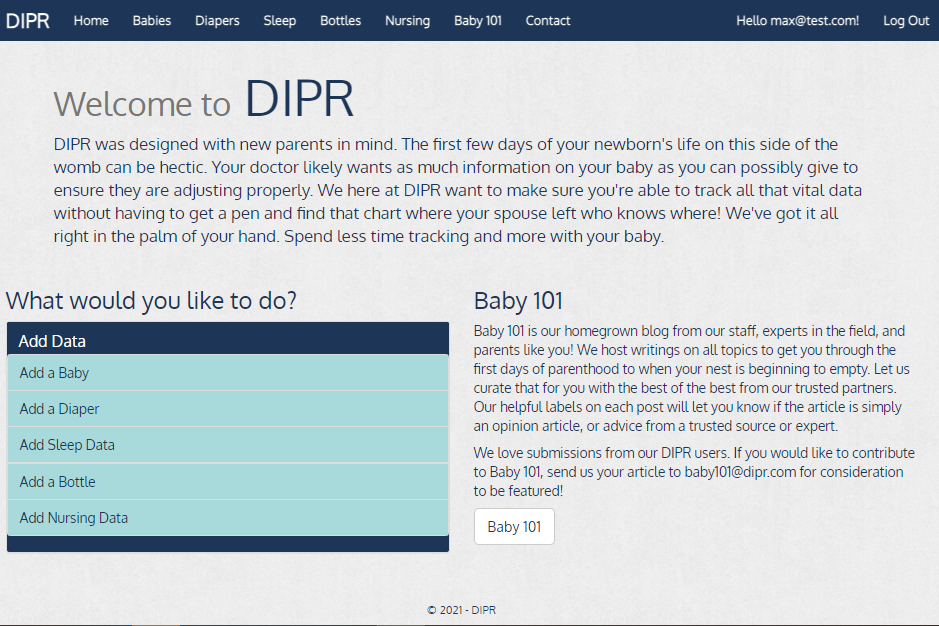 DIPR Home Babies Diapers Sleep Bottles Nursing Baby 101 Contact Hello max@test.com! Log Out
Welcome to DIPR
DIPR was designed with new parents in mind. The first few days of your newborn's life on this side of the
womb can be hectic. Your doctor likely wants as much information on your baby as you can possibly give to
ensure they are adjusting properly. We here at DIPR want to make sure you're able to track all that vital data
without having to get a pen and find that chart where your spouse left who knows where! We've got it all
right in the palm of your hand. Spend less time tracking and more with your baby.
What would you like to do?
Add Data
Add a Baby
Add a Diaper
Add Sleep Data
Add a Bottle
Add Nursing Data
Baby 101
Baby 101 is our homegrown blog from our staff, experts in the field, and
parents like you! We host writings on all topics to get you through the
first days of parenthood to when your nest is beginning to empty. Let us
curate that for you with the best of the best from our trusted partners.
Our helpful labels on each post will let you know if the article is simply
an opinion article, or advice from a trusted source or expert.
We love submissions from our DIPR users. If you would like to contribute
to Baby 101, send us your article to baby101@dipr.com for consideration
to be featured!
Baby 101
© 2021 - DIPR